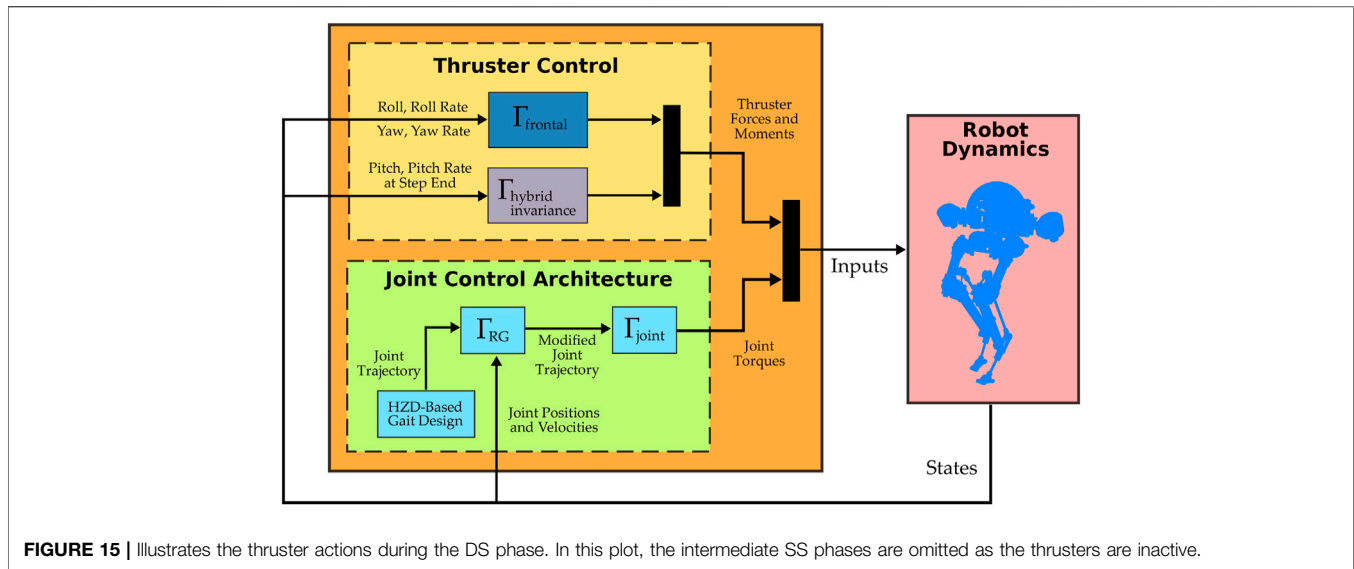 Thruster Control
Roll, Roll Rate
Yaw, Yaw Rate
Γfrontal
Pitch, Pitch Rate
at Step End
Γhybrid
invariance
Thruster
Forces and
Moments
Joint Control Architecture
Joint
Trajectory
ΓRG
Modified
Joint
Trajectory
Γjoint
HZD-Based
Gait Design
Joint Positions
and Velocities
Joint
Torques
Inputs
Robot
Dynamics
States
FIGURE 15 | Illustrates the thruster actions during the DS phase. In this plot, the intermediate SS phases are omitted as the thrusters are inactive.